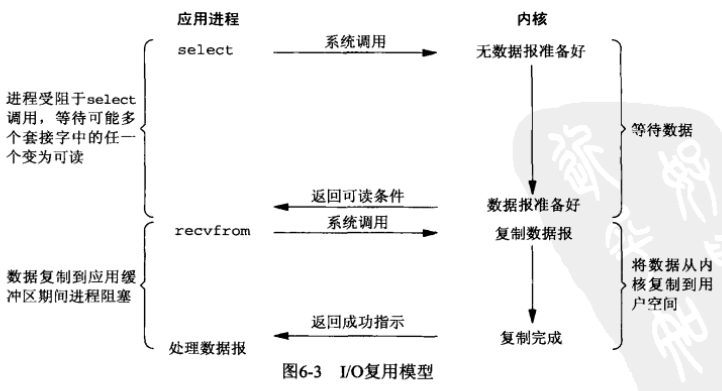 应用进程
内核
select
系统调用
无数据报准备好
进程受阻于select
调用，等待可能多
个套接字中的任一
个变为可读
等待数据
返回可读条件
数据报准备好
recvfrom
系统调用
复制数据报
数据复制到应用缓
冲区期间进程阻塞
将数据从内
核复制到用
户空间
返回成功指示
复制完成
处理数据报
图6-3 I/O复用模型